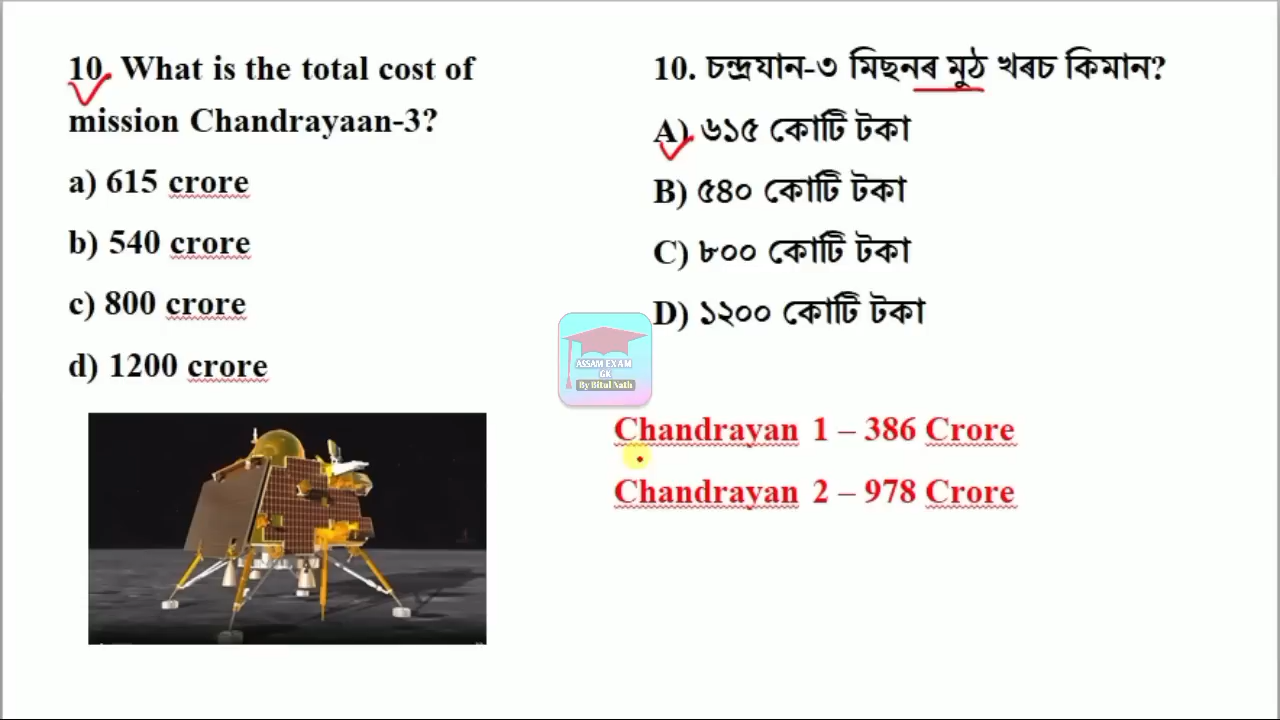 10. What is the total cost of
mission Chandrayaan-3?
a) 615 crore
b) 540 crore
c) 800 crore
d) 1200 crore
10. চন্দ্ৰযান-৩ মিছনৰ মুঠ খৰচ কিমান?
A) ৬১৫ কোটি টকা
B) ৫৪০ কোটি টকা
C) ৮০০ কোটি টকা
D) ১২০০ কোটি টকা
ASSAM EXAM
GK
By Bitul Nath
Chandrayan 1 – 386 Crore
Chandrayan 2 – 978 Crore